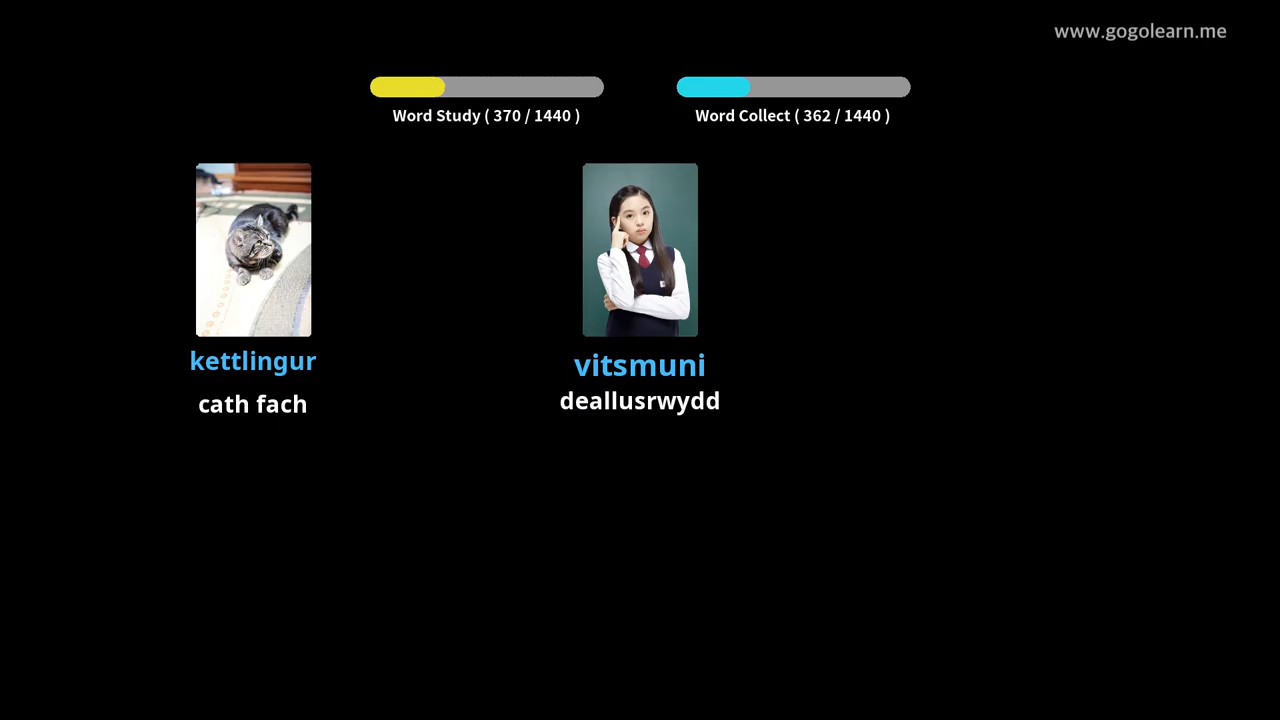 www.gogolearn.me
Word Study ( 370 / 1440 )
Word Collect ( 362 / 1440 )
kettlingur
cath fach
vitsmuni
deallusrwydd